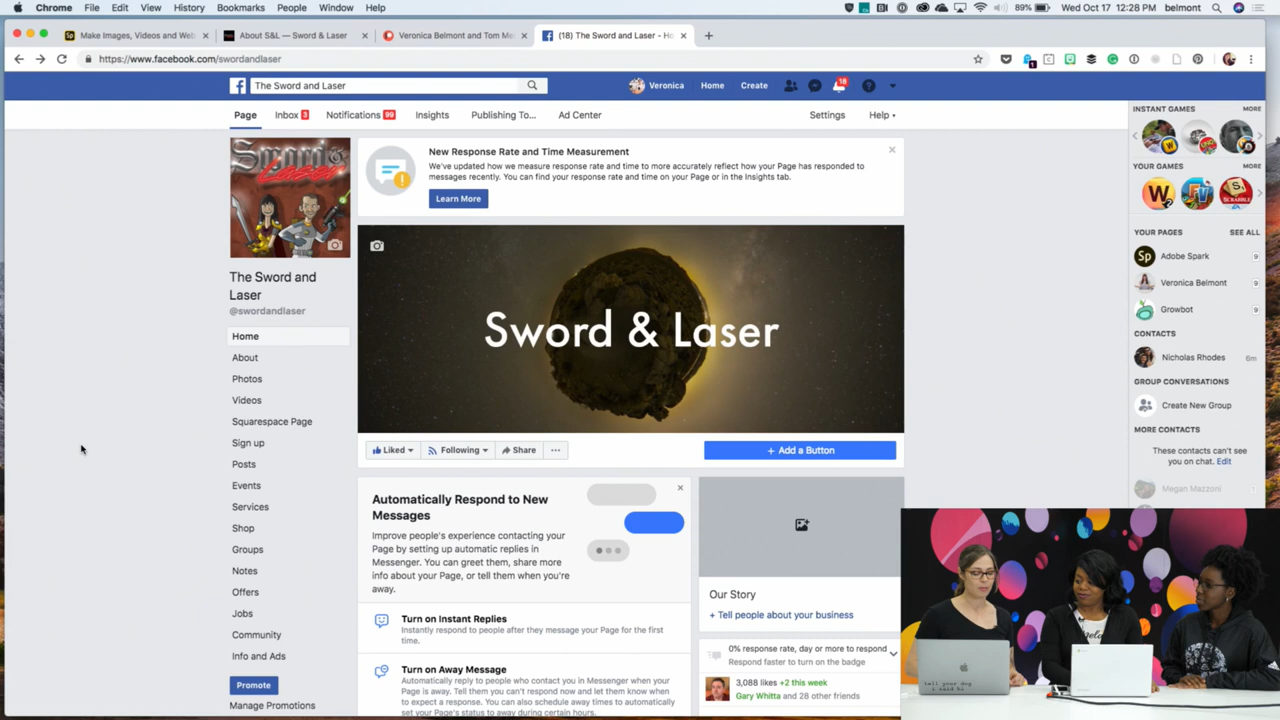 Chrome File Edit View History Bookmarks People Window Help
89% Wed Oct 17 12:28 PM belmont
Make Images, Videos and Web
About S&L — Sword & Laser
Veronica Belmont and Tom Me
(18) The Sword and Laser - Ho
https://www.facebook.com/swordandlaser
The Sword and Laser
Veronica Home Create 18
Page Inbox 3 Notifications 99 Insights Publishing To... Ad Center Settings Help
Sword & Laser
The Sword and
Laser
@swordandlaser
Home
About
Photos
Videos
Squarespace Page
Sign up
Posts
Events
Services
Shop
Groups
Notes
Offers
Jobs
Community
Info and Ads
Promote
Manage Promotions
New Response Rate and Time Measurement
We've updated how we measure response rate and time to more accurately reflect how your Page has responded to
messages recently. You can find your response rate and time on your Page or in the Insights tab.
Learn More
Sword & Laser
Liked Following Share ...
+ Add a Button
Automatically Respond to New
Messages
Improve people's experience contacting your
Page by setting up automatic replies in
Messenger. You can greet them, share more
info about your Page, or tell them when you're
away.
Turn on Instant Replies
Instantly respond to people after they message your Page for the first
time.
Turn on Away Message
Automatically reply to people who contact you in Messenger when your
Page is away. Tell them you can't respond now and let them know when
to expect a response. You can also schedule away times to automatically
set your Page's status to away during certain hours.
Our Story
+ Tell people about your business
0% response rate, day or more to respond
Respond faster to turn on the badge
3,088 likes +2 this week
Gary Whitta and 28 other friends
INSTANT GAMES MORE
YOUR GAMES MORE
SCRABBLE
YOUR PAGES SEE ALL
Sp Adobe Spark 9
Veronica Belmont 9
Growbot 9
CONTACTS
Nicholas Rhodes 6m
GROUP CONVERSATIONS
Create New Group
MORE CONTACTS
These contacts can't see
you on chat. Edit
Megan Mazzoni
tell your dog
i said hi